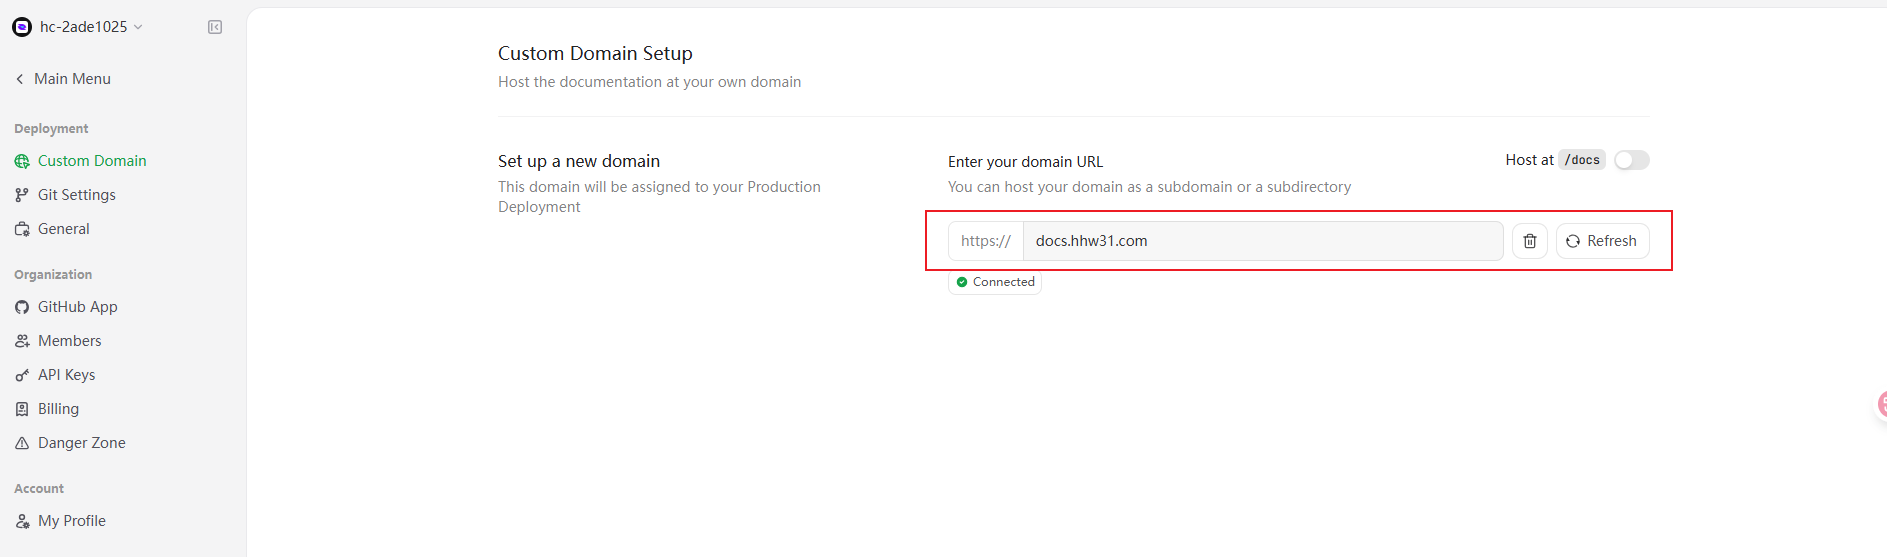 hc-2ade1025
Main Menu
Deployment
Custom Domain
Git Settings
General
Organization
GitHub App
Members
API Keys
Billing
Danger Zone
Account
My Profile
Custom Domain Setup
Host the documentation at your own domain
Set up a new domain
This domain will be assigned to your Production
Deployment
Enter your domain URL
Host at /docs
You can host your domain as a subdomain or a subdirectory
https:// docs.hhw31.com
Refresh
Connected